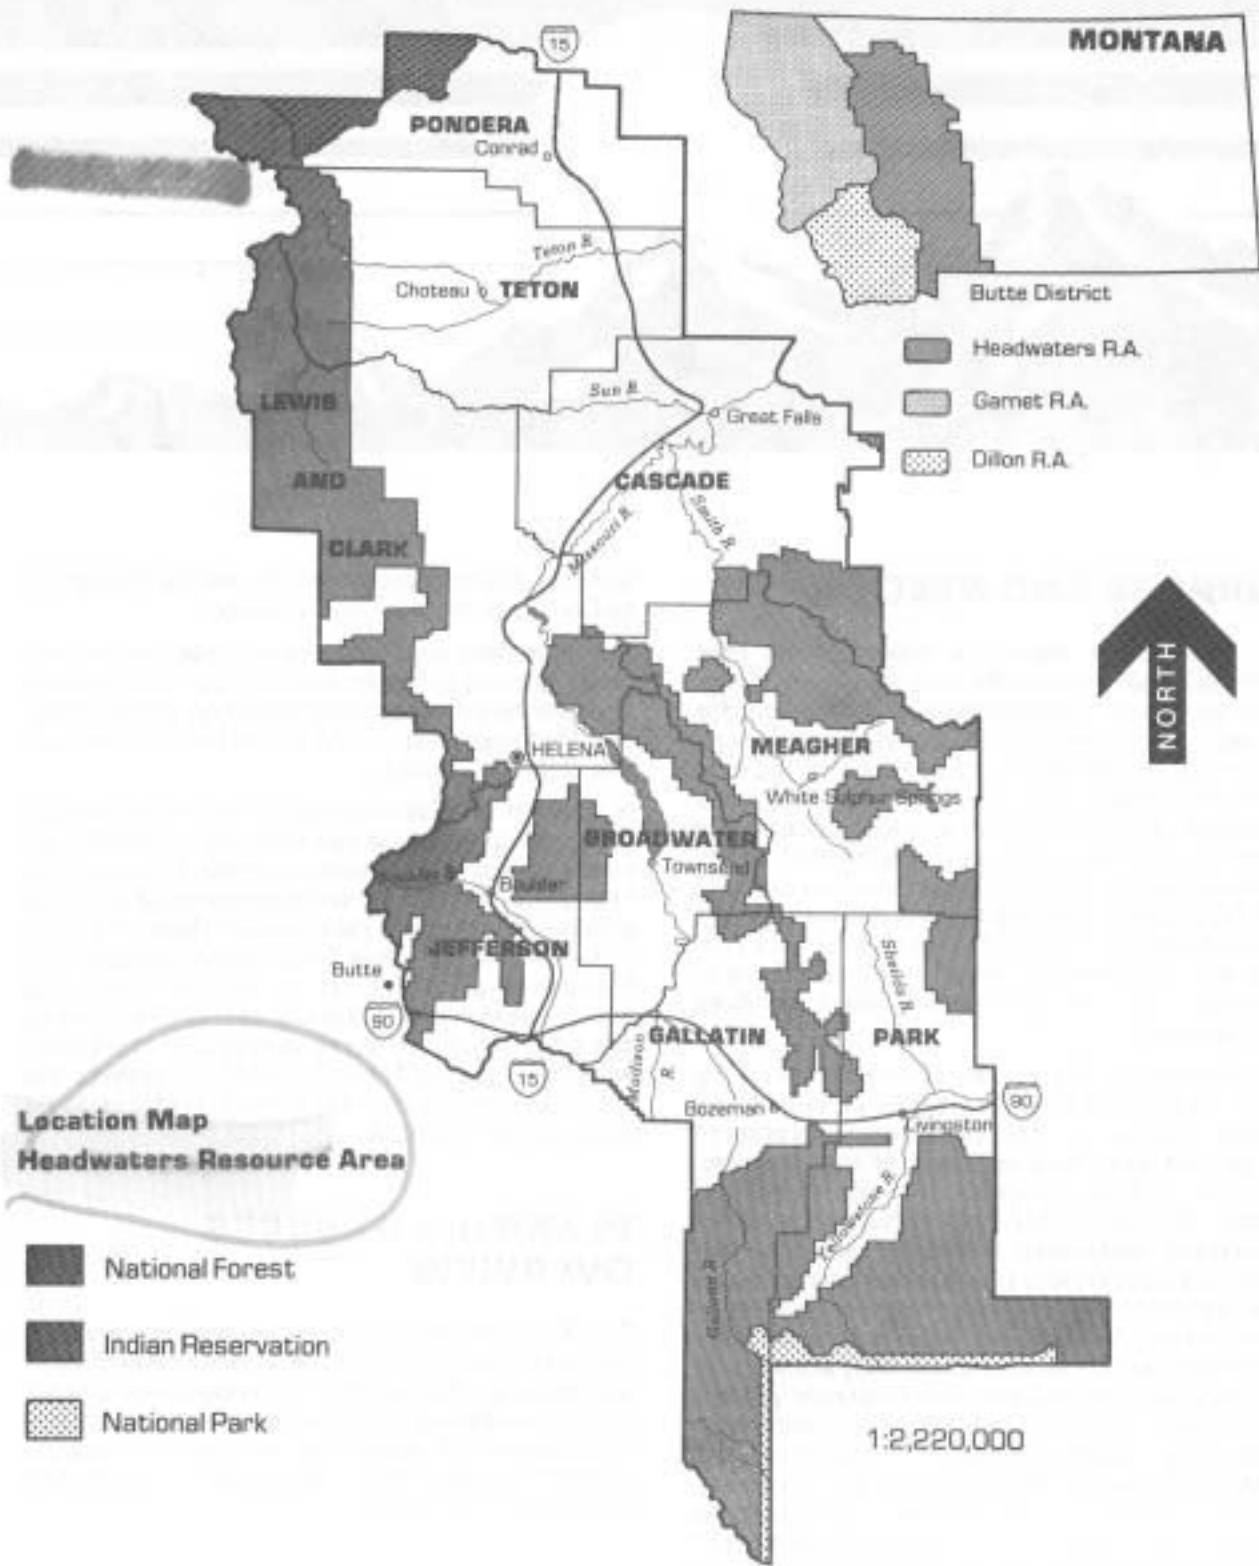 15
MONTANA
PONDERA
Conrad
Teton R.
Choteau
TETON
Butte District
Headwaters R.A.
Garnet R.A.
Dillon R.A.
LEWIS
Sun R.
Great Falls
AND
CASCADE
Smith R.
Missouri R.
CLARK
NORTH
HELENA
MEAGHER
White Sulphur Springs
BROADWATER
Townsend
Boulder R.
Boulder
JEFFERSON
Butte
Shields R.
90
GALLATIN
PARK
Madison R.
15
90
Bozeman
Livingston
Location Map
Headwaters Resource Area
Yellowstone R.
Gallatin R.
National Forest
Indian Reservation
National Park
1:2,220,000